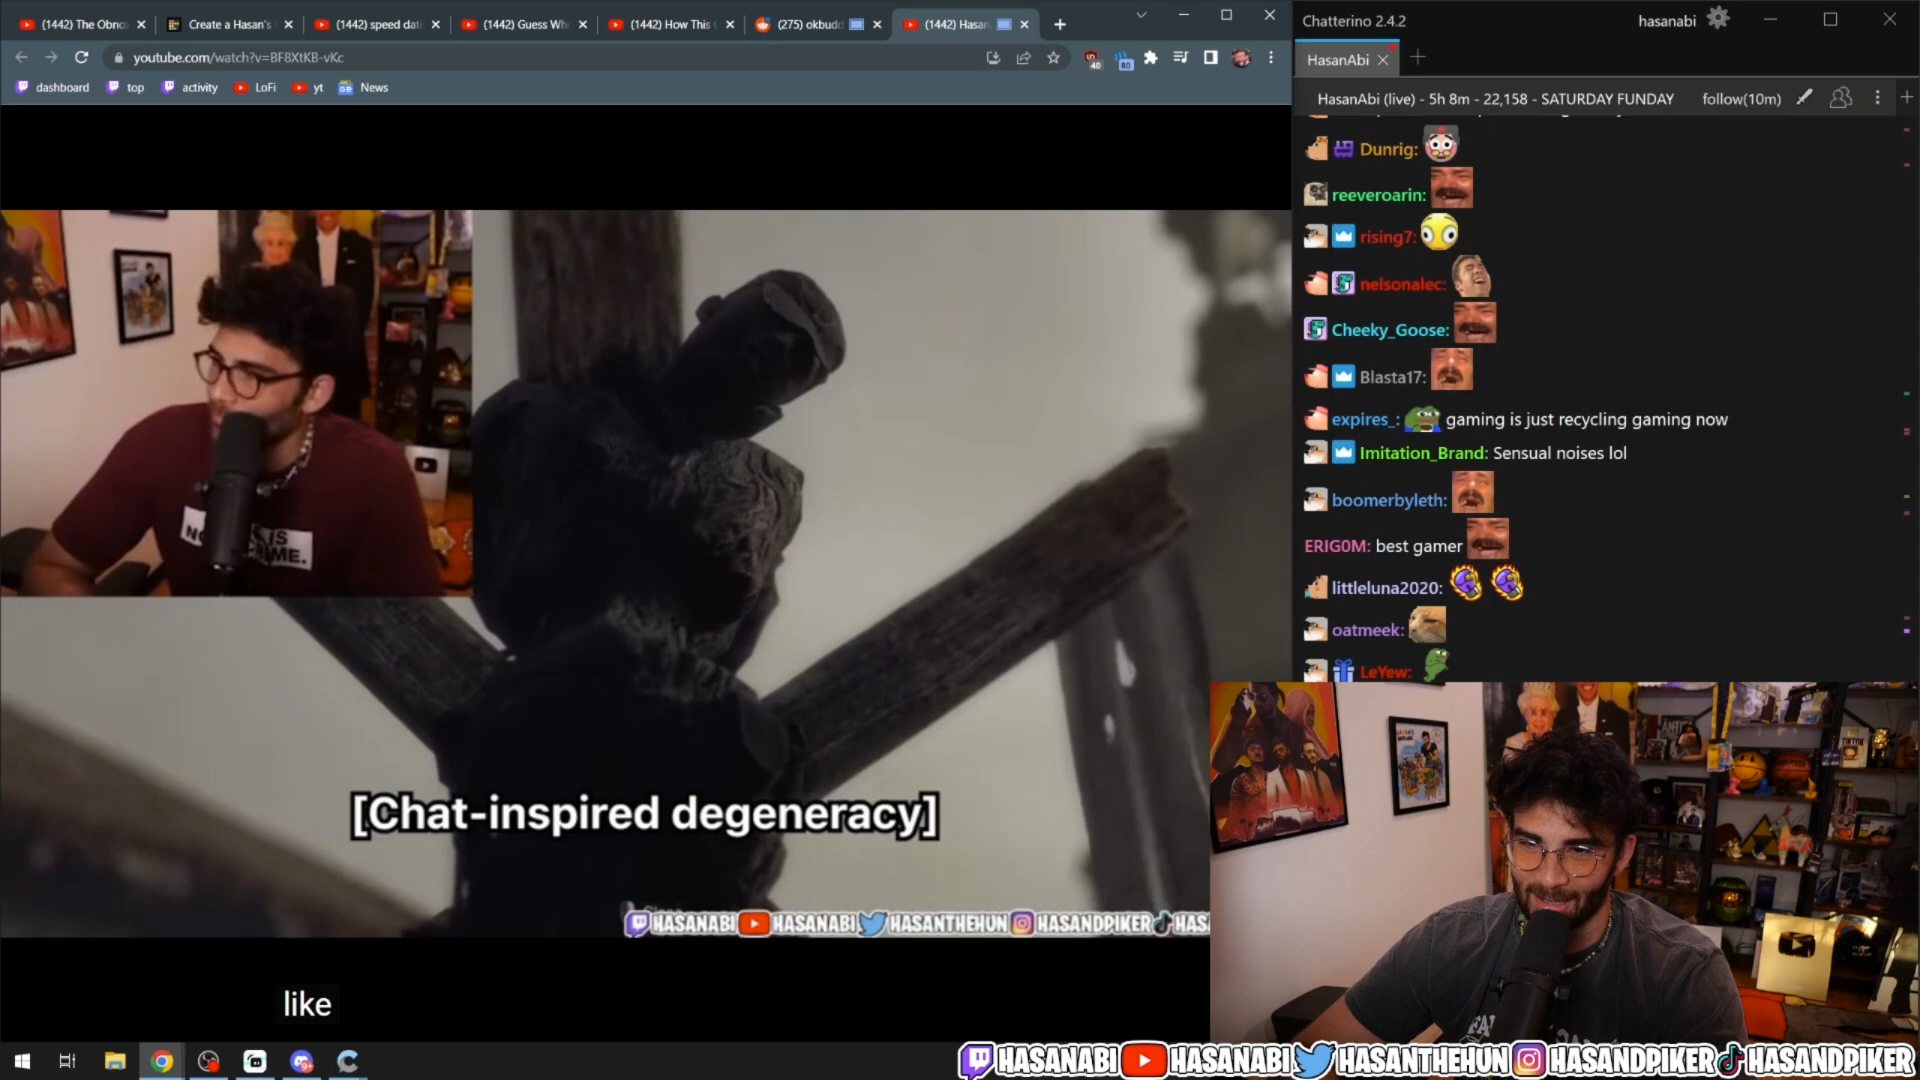 (1442) The Obno
Create a Hasan's
(1442) speed dat
(1442) Guess Wh
(1442) How This
(275) okbudd
(1442) Hasan
youtube.com/watch?v=BF8XtKB-vKc
40
80
dashboard
top
activity
LoFi
yt
News
Chatterino 2.4.2
hasanabi
HasanAbi
HasanAbi (live) - 5h 8m - 22,158 - SATURDAY FUNDAY
follow(10m)
Dunrig:
reeveroarin:
rising7:
nelsonalec:
Cheeky_Goose:
Blasta17:
expires_: gaming is just recycling gaming now
Imitation_Brand: Sensual noises lol
boomerbyleth:
ERIG0M: best gamer
littleluna2020:
oatmeek:
LeYew:
[Chat-inspired degeneracy]
HASANABI HASANABI HASANTHEHUN HASANDPIKER HAS
like
HASANABI HASANABI HASANTHEHUN HASANDPIKER HASANDPIKER